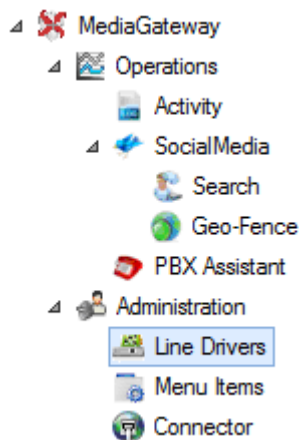 MediaGateway
Operations
Activity
SocialMedia
Search
Geo-Fence
PBX Assistant
Administration
Line Drivers
Menu Items
Connector